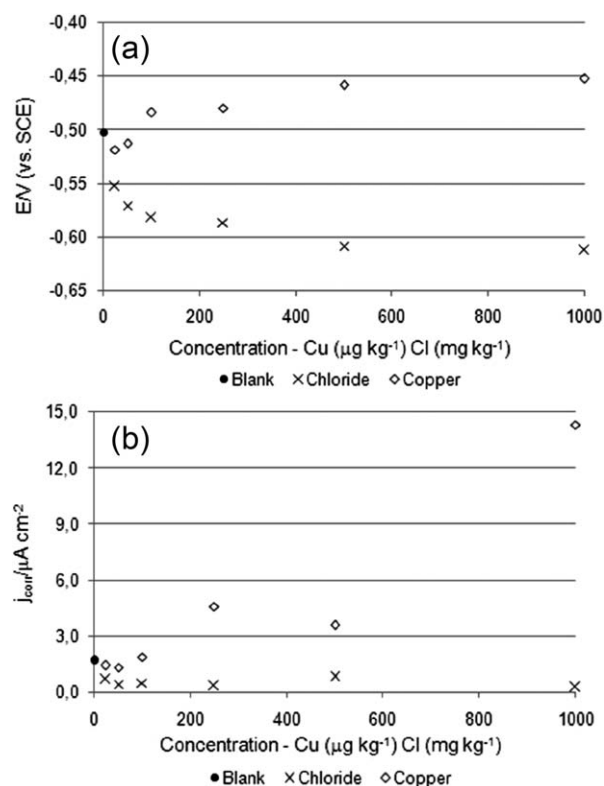 (a)
E/V (vs. SCE)
-0,40
-0,45
-0,50
-0,55
-0,60
-0,65
0 200 400 600 800 1000
Concentration - Cu (µg kg⁻¹) Cl (mg kg⁻¹)
● Blank × Chloride ◇ Copper
(b)
j_corr/µA cm⁻²
15,0
12,0
9,0
6,0
3,0
0,0
0 200 400 600 800 1000
Concentration - Cu (µg kg⁻¹) Cl (mg kg⁻¹)
● Blank × Chloride ◇ Copper